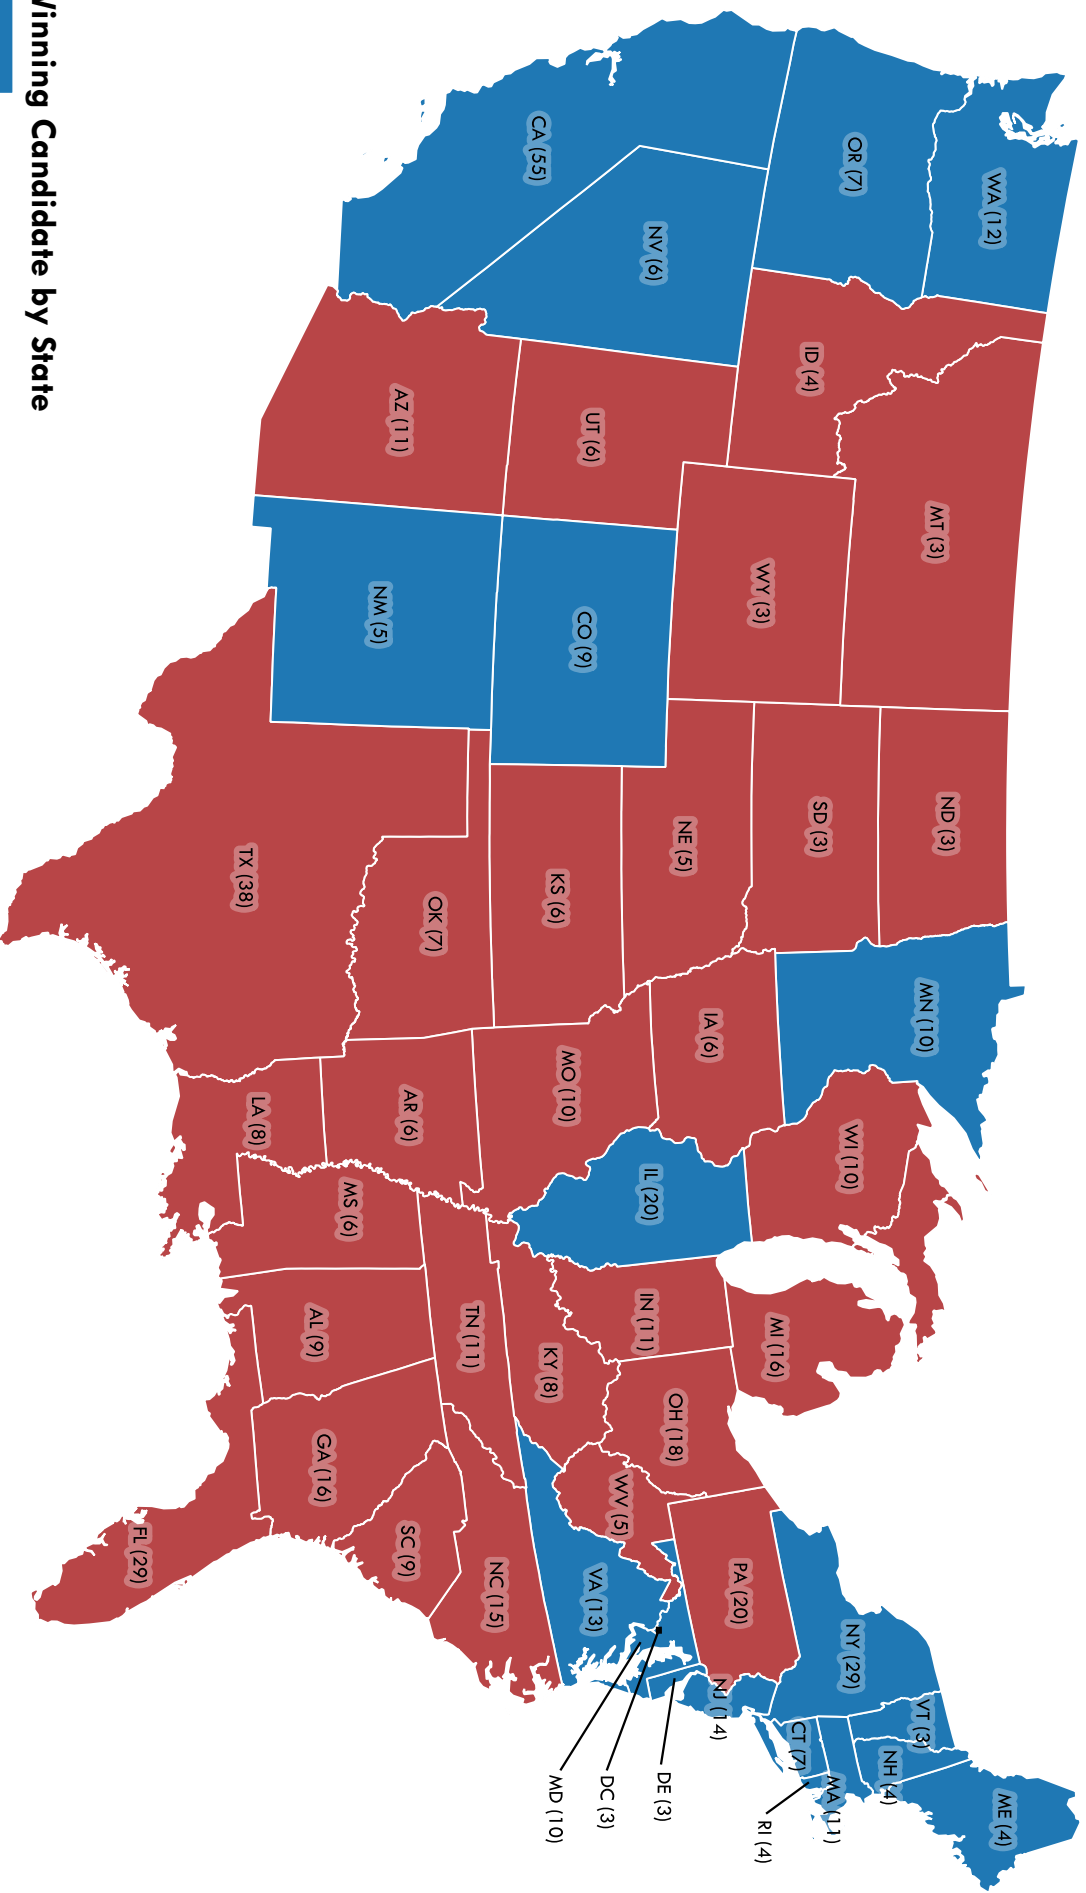 WA (12)
ME (4)
ND (3)
MT (3)
MN (10)
VT (3)
NH (4)
OR (7)
WI (10)
NY (29)
MA (11)
ID (4)
SD (3)
CT (7)
MI (16)
WY (3)
RI (4)
PA (20)
NJ (14)
IA (6)
NE (5)
OH (18)
DE (3)
NV (6)
IL (20)
IN (11)
WV (5)
DC (3)
UT (6)
VA (13)
CO (9)
MO (10)
KS (6)
MD (10)
KY (8)
CA (55)
NC (15)
TN (11)
OK (7)
AR (6)
SC (9)
AZ (11)
NM (5)
MS (6)
GA (16)
AL (9)
LA (8)
TX (38)
FL (29)
Winning Candidate by State